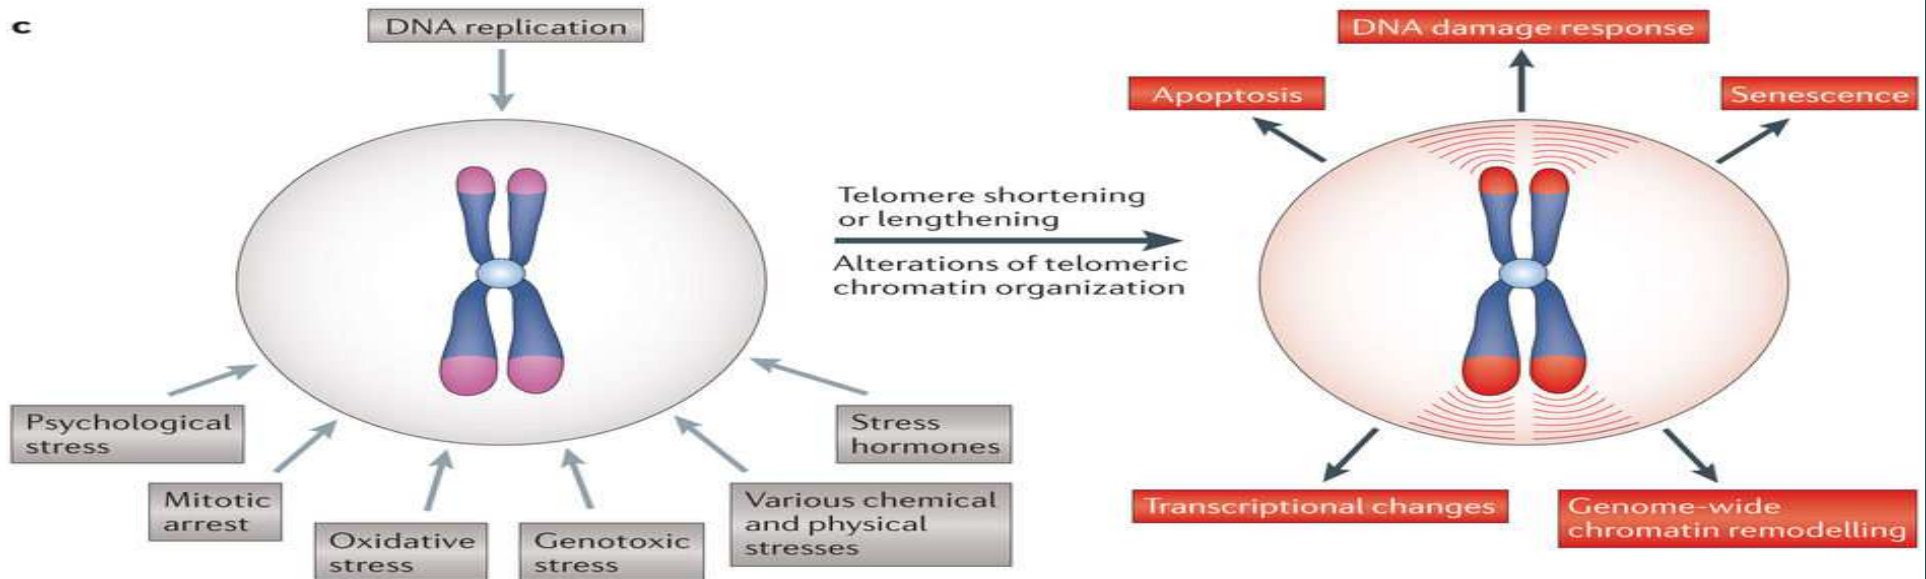 c
DNA replication
DNA damage response
Apoptosis
Senescence
Telomere shortening
or lengthening
Alterations of telomeric
chromatin organization
Psychological
stress
Mitotic
arrest
Oxidative
stress
Genotoxic
stress
Various chemical
and physical
stresses
Stress
hormones
Transcriptional changes
Genome-wide
chromatin remodelling